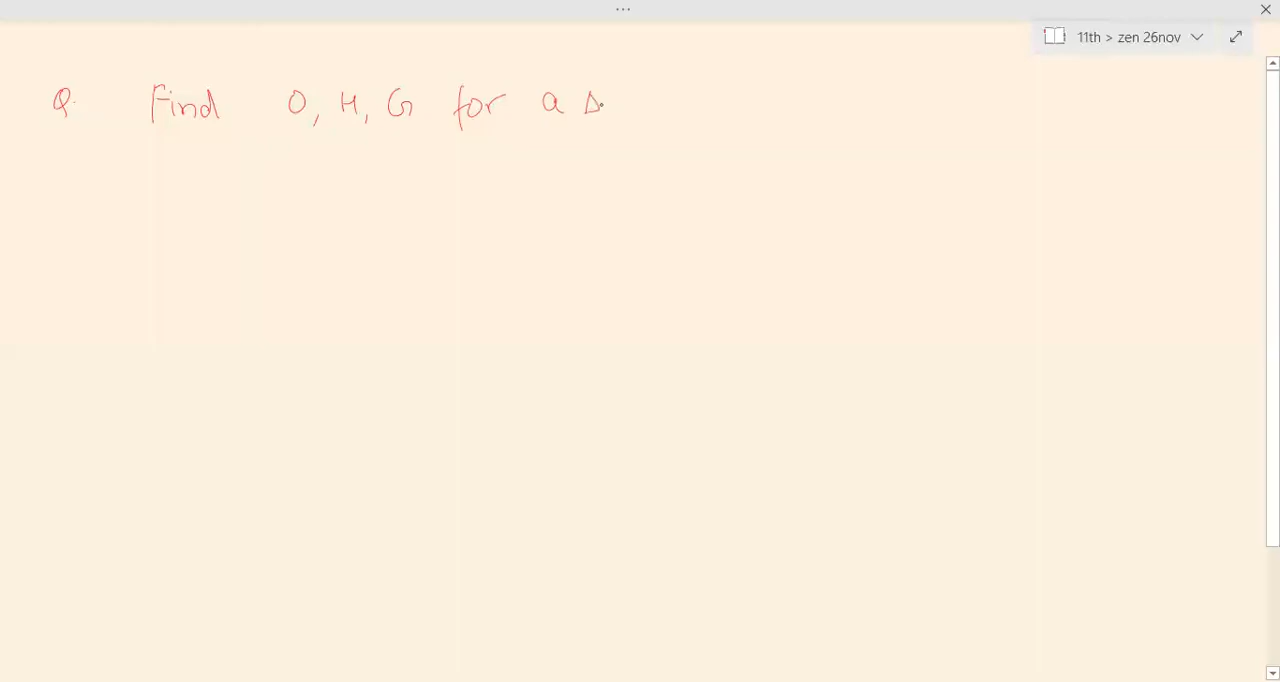 11th > zen 26nov
Q. Find O, H, G for a Δ